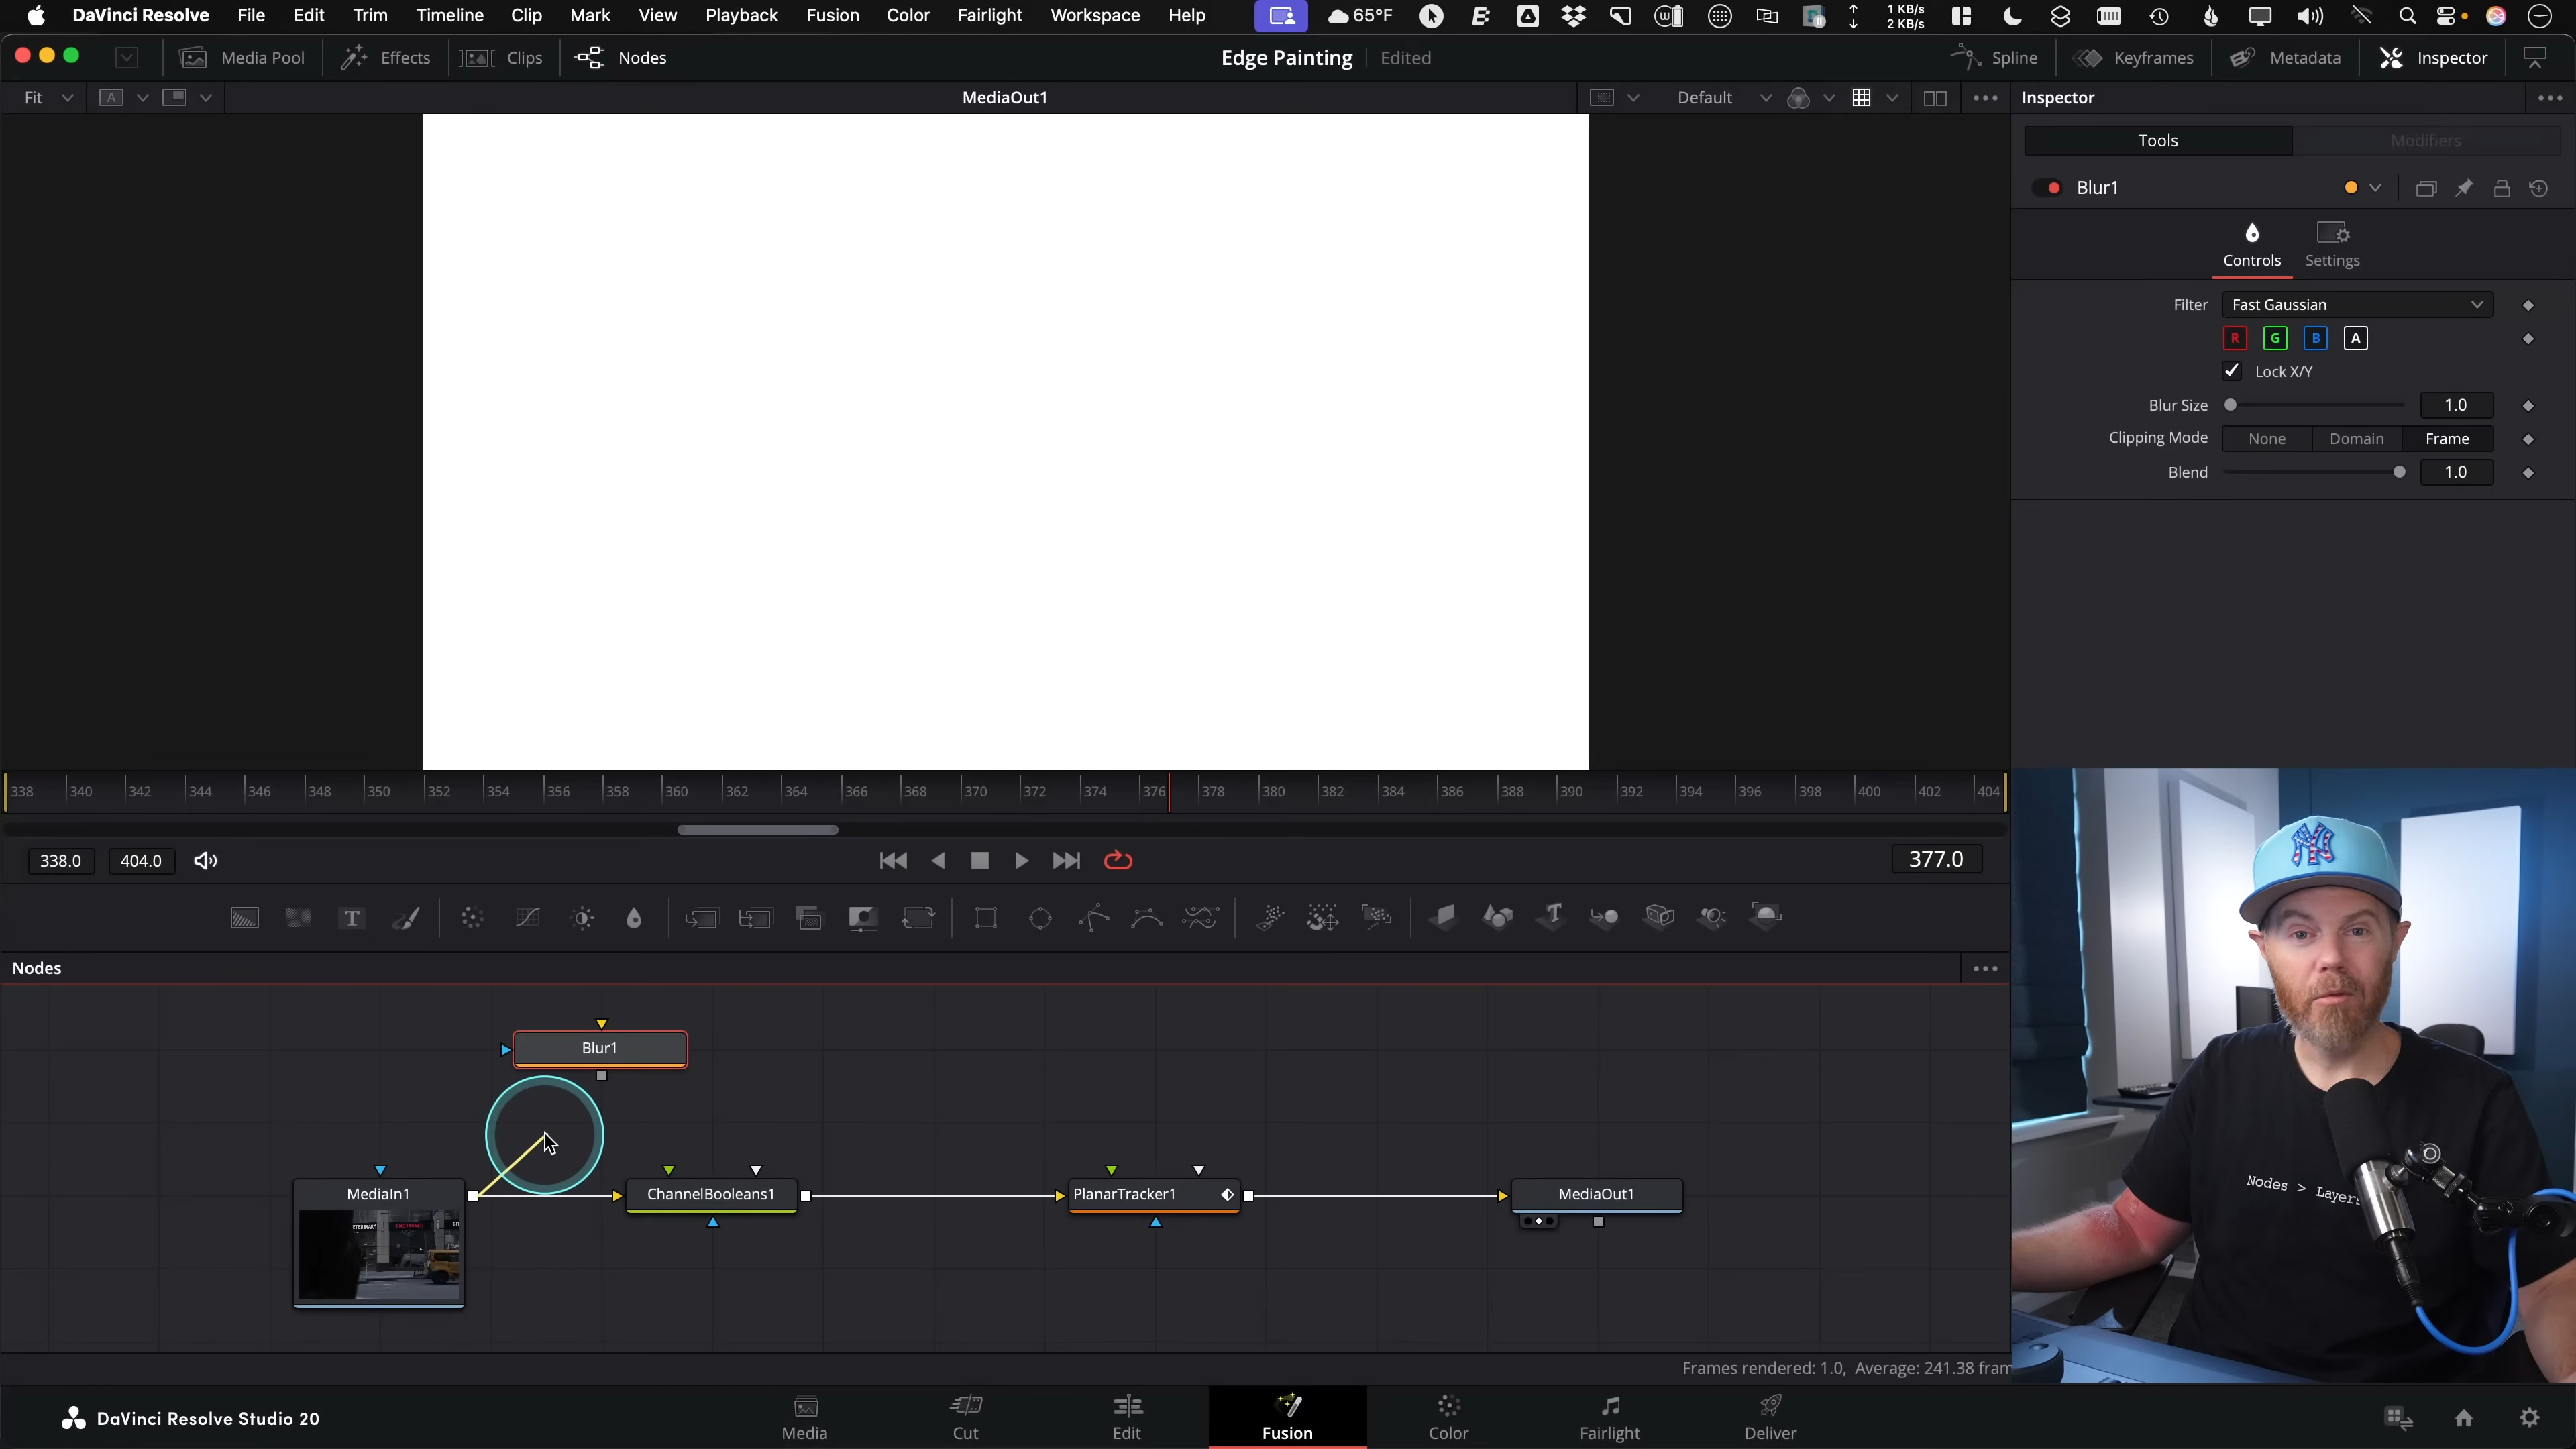 DaVinci Resolve File Edit Trim Timeline Clip Mark View Playback Fusion Color Fairlight Workspace Help 65°F 1 KB/s
2 KB/s
Media Pool Effects Clips Nodes Edge Painting Edited Spline Keyframes Metadata Inspector
Fit A MediaOut1 Default Inspector
Tools Modifiers
Blur1
Controls Settings
Filter Fast Gaussian
R G B A
Lock X/Y
Blur Size 1.0
Clipping Mode None Domain Frame
Blend 1.0
338 340 342 344 346 348 350 352 354 356 358 360 362 364 366 368 370 372 374 376 378 380 382 384 386 388 390 392 394 396 398 400 402 404
338.0 404.0 377.0
T T
Nodes
Blur1
MediaIn1 ChannelBooleans1 PlanarTracker1 MediaOut1
Nodes > Layers
Frames rendered: 1.0, Average: 241.38 fram
DaVinci Resolve Studio 20 Media Cut Edit Fusion Color Fairlight Deliver